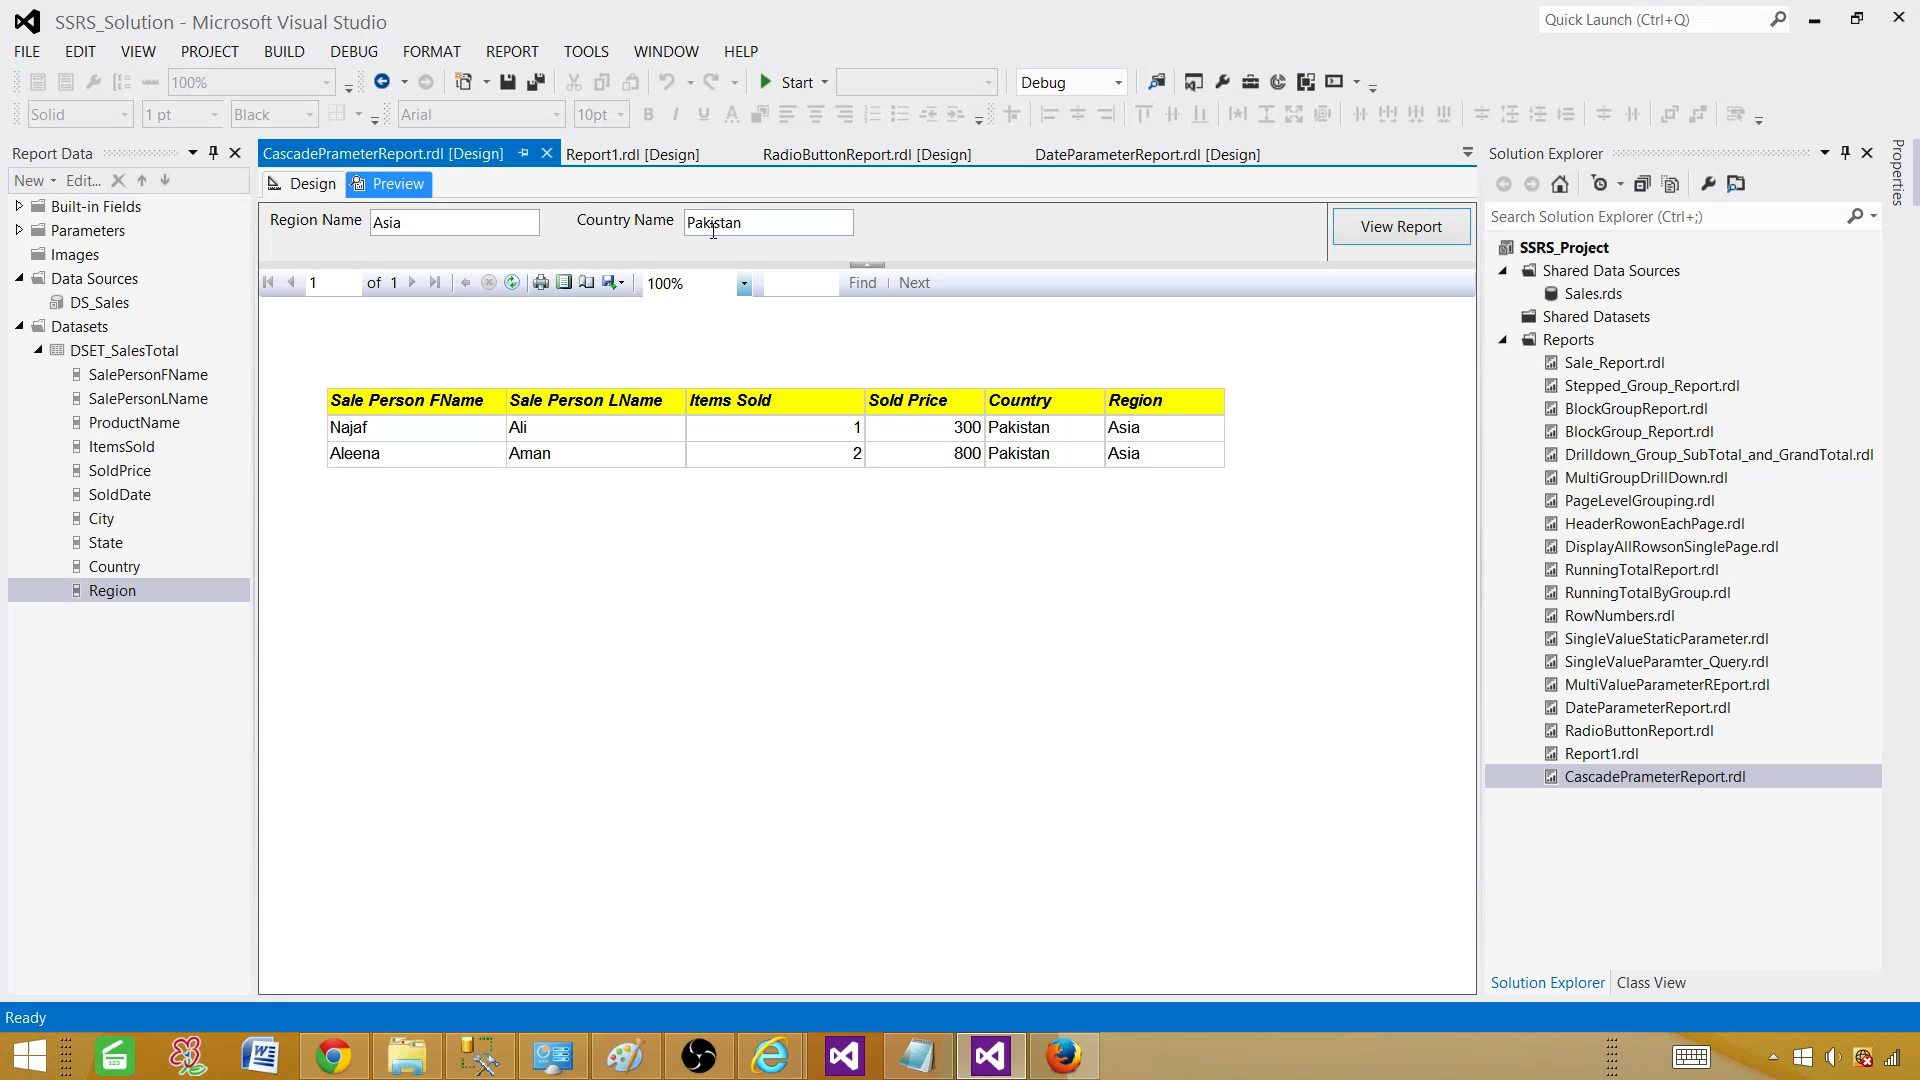 SSRS_Solution - Microsoft Visual Studio
Quick Launch (Ctrl+Q)
FILE EDIT VIEW PROJECT BUILD DEBUG FORMAT REPORT TOOLS WINDOW HELP
100% Start Debug
Solid 1 pt Black Arial 10pt
Report Data
New Edit...
Built-in Fields
Parameters
Images
Data Sources
DS_Sales
Datasets
DSET_SalesTotal
SalePersonFName
SalePersonLName
ProductName
ItemsSold
SoldPrice
SoldDate
City
State
Country
Region
CascadePrameterReport.rdl [Design] Report1.rdl [Design] RadioButtonReport.rdl [Design] DateParameterReport.rdl [Design]
Design Preview
Region Name Asia Country Name Pakistan View Report
1 of 1 100% Find | Next
Sale Person FName Sale Person LName Items Sold Sold Price Country Region
Najaf Ali 1 300 Pakistan Asia
Aleena Aman 2 800 Pakistan Asia
Solution Explorer
Search Solution Explorer (Ctrl+;)
SSRS_Project
Shared Data Sources
Sales.rds
Shared Datasets
Reports
Sale_Report.rdl
Stepped_Group_Report.rdl
BlockGroupReport.rdl
BlockGroup_Report.rdl
Drilldown_Group_SubTotal_and_GrandTotal.rdl
MultiGroupDrillDown.rdl
PageLevelGrouping.rdl
HeaderRowonEachPage.rdl
DisplayAllRowsonSinglePage.rdl
RunningTotalReport.rdl
RunningTotalByGroup.rdl
RowNumbers.rdl
SingleValueStaticParameter.rdl
SingleValueParamter_Query.rdl
MultiValueParameterREport.rdl
DateParameterReport.rdl
RadioButtonReport.rdl
Report1.rdl
CascadePrameterReport.rdl
Solution Explorer Class View
Properties
Ready